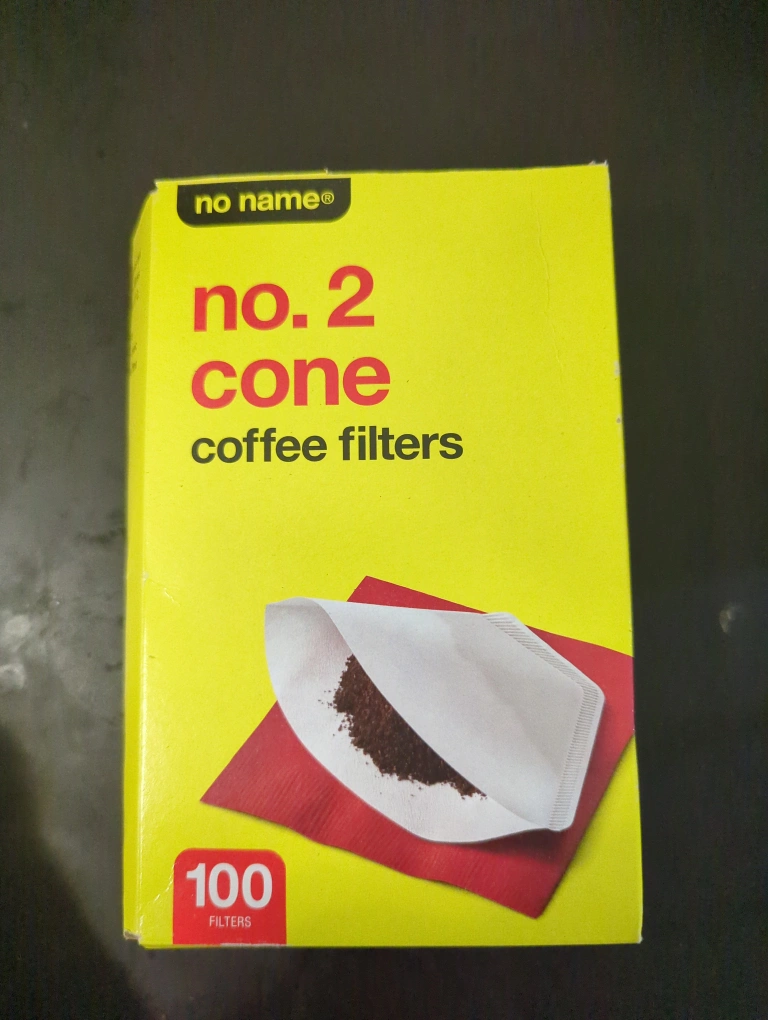 no name®
no. 2
cone
coffee filters
100
FILTERS